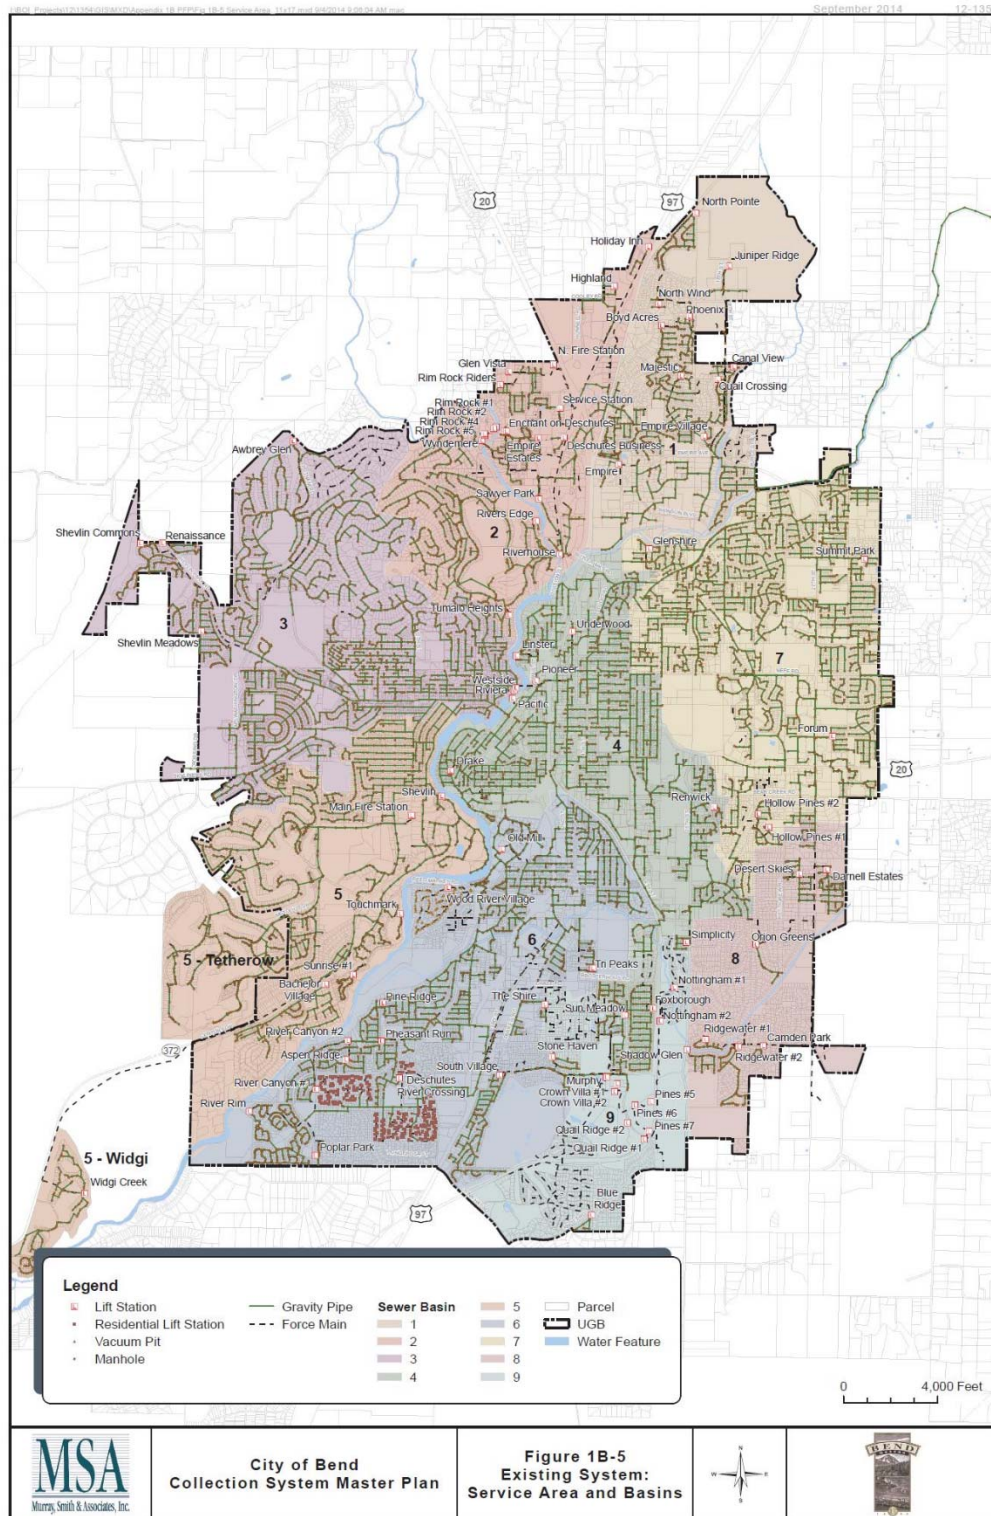 September 2014
12-135
20
97
North Pointe
Holiday Inn
Juniper Ridge
Highland
North Wind
Phoenix
Boyd Acres
N. Fire Station
Canal View
Glen Vista
Majestic
Rim Rock Riders
Quail Crossing
Rim Rock #1
Service Station
Rim Rock #2
Rim Rock #4
Enchant on Deschutes
Empire Village
Rim Rock #5
Wyndemere
Empire
Estates
Deschutes Business
1
Awbrey Glen
Empire
Sawyer Park
Rivers Edge
2
Shevlin Commons
Renaissance
Riverhouse
Glenshire
Summit Park
Tumalo Heights
3
Underwood
Shevlin Meadows
Linster
7
Pioneer
Westside
Riviera
Pacific
Forum
4
20
Drake
Shevlin
Renwick
Hollow Pines #2
Main Fire Station
Hollow Pines #1
Old Mill
Desert Skies
Darnell Estates
5
Wood River Village
Touchmark
6
Simplicity
Orion Greens
5 - Tetherow
8
Sunrise #1
Tri Peaks
Bachelor
Village
Nottingham #1
Pine Ridge
The Shire
Foxborough
Sun Meadow
Nottingham #2
River Canyon #2
Pheasant Run
Ridgewater #1
Camden Park
372
Aspen Ridge
Stone Haven
Shadow Glen
Ridgewater #2
South Village
River Canyon #1
Deschutes
River Crossing
Murphy
Crown Villa #1
Crown Villa #2
Pines #5
River Rim
Pines #6
9
Quail Ridge #2
Pines #7
Poplar Park
Quail Ridge #1
5 - Widgi
Widgi Creek
Blue
Ridge
97
Legend
Lift Station
Residential Lift Station
Vacuum Pit
Manhole
Gravity Pipe
Force Main
Sewer Basin
1
2
3
4
5
6
7
8
9
Parcel
UGB
Water Feature
0 4,000 Feet
MSA
Murray, Smith & Associates, Inc.
City of Bend
Collection System Master Plan
Figure 1B-5
Existing System:
Service Area and Basins
N
W E
S
BEND